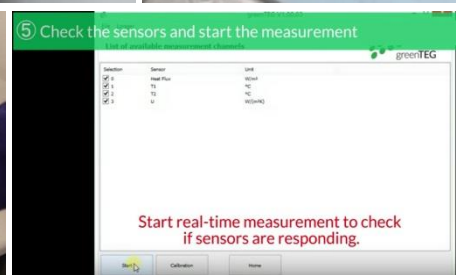 ⑤ Check the sensors and start the measurement
List of available measurement channels
greenTEG
Selection Sensor Unit
0 Heat Flux W/m²
1 T1 °C
2 T2 °C
3 U W/(m²K)
Start real-time measurement to check
if sensors are responding.
Start Calibration Home